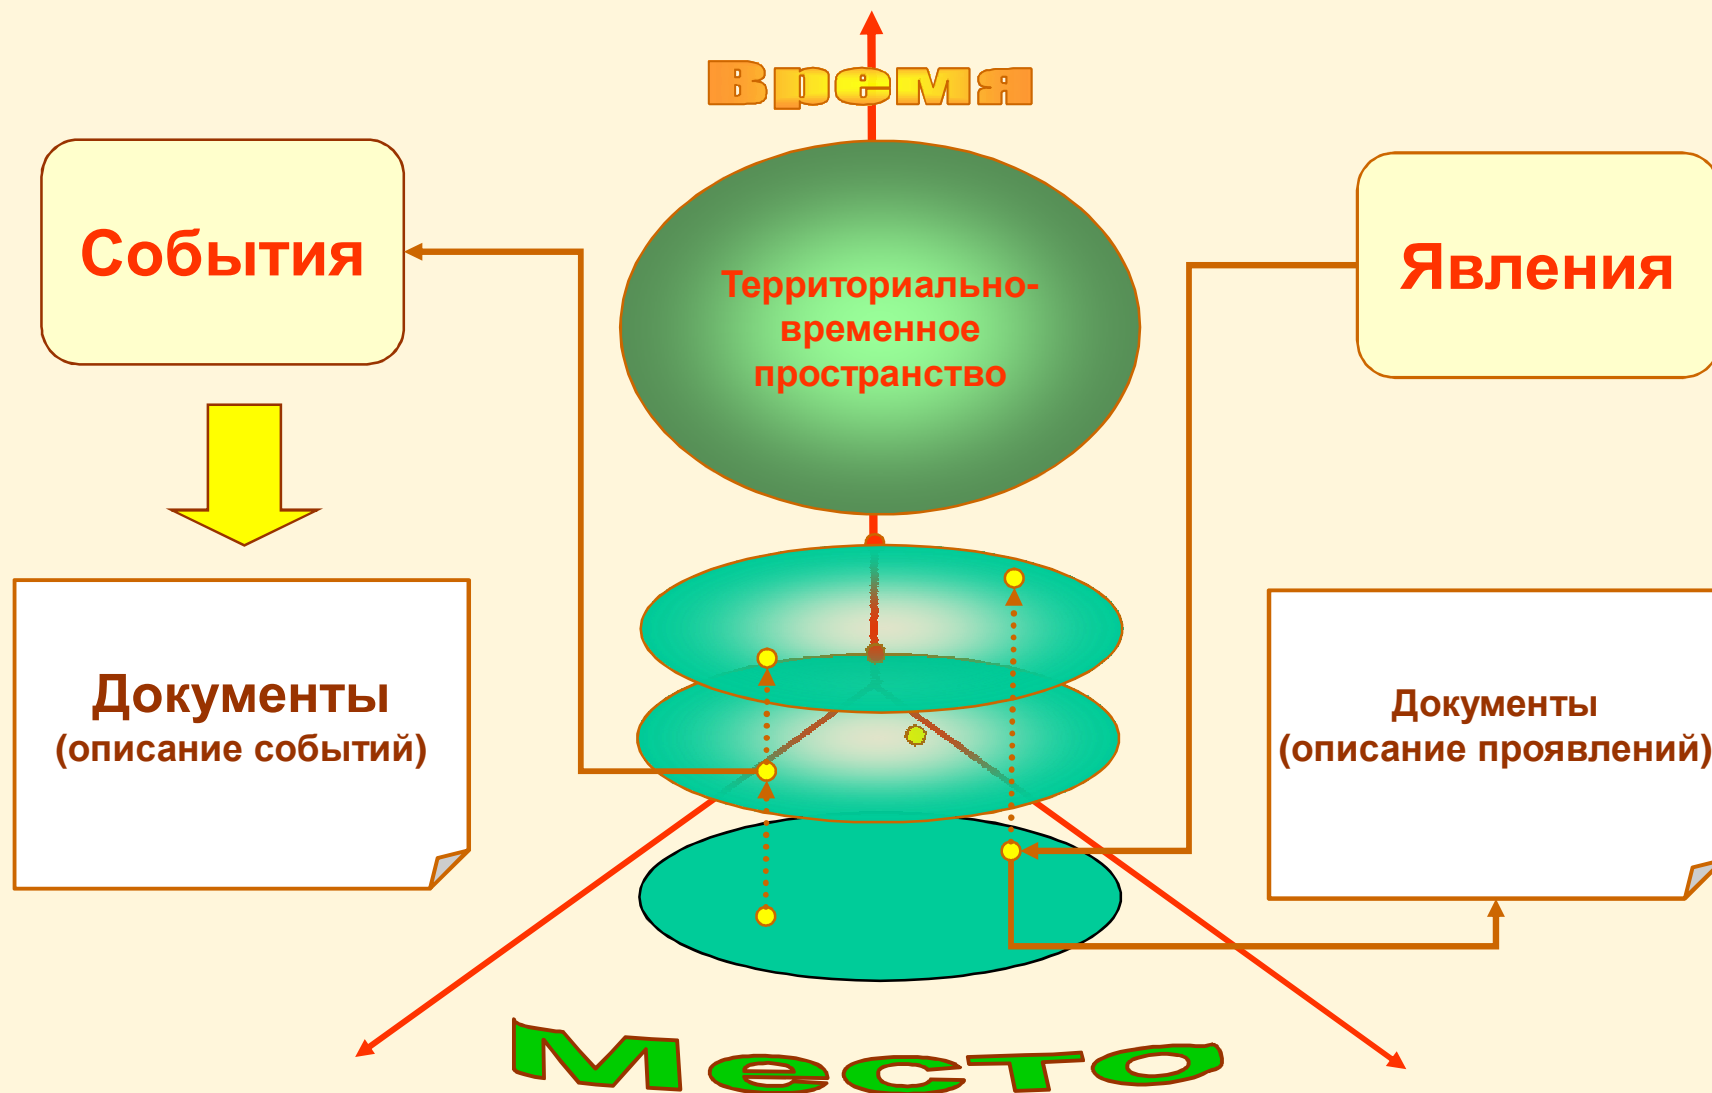 Время
События
Территориально-
временное
пространство
Явления
Документы
(описание событий)
Документы
(описание проявлений)
Место